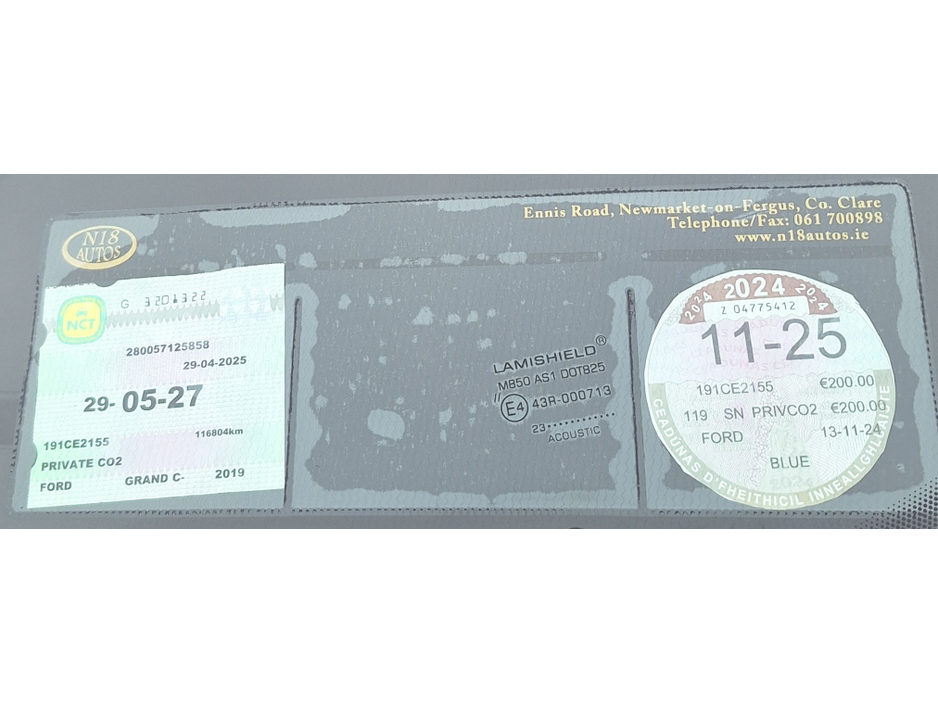 N18
AUTOS
Ennis Road, Newmarket-on-Fergus, Co. Clare
Telephone/Fax: 061 700898
www.n18autos.ie
NCT
G 3201322
280057125858
29-04-2025
29-05-27
191CE2155
116804km
PRIVATE CO2
FORD GRAND C- 2019
LAMISHIELD®
M850 AS1 DOT825
// E4 43R-000713
23••••••••••
ACOUSTIC
2024 2024 2024
Z 04775412
11-25
191CE2155 €200.00
119 SN PRIVCO2 €200.00
FORD 13-11-24
BLUE
2024
CEADÚNAS D'FHEITHICIL INNEALLGHLUAISTE